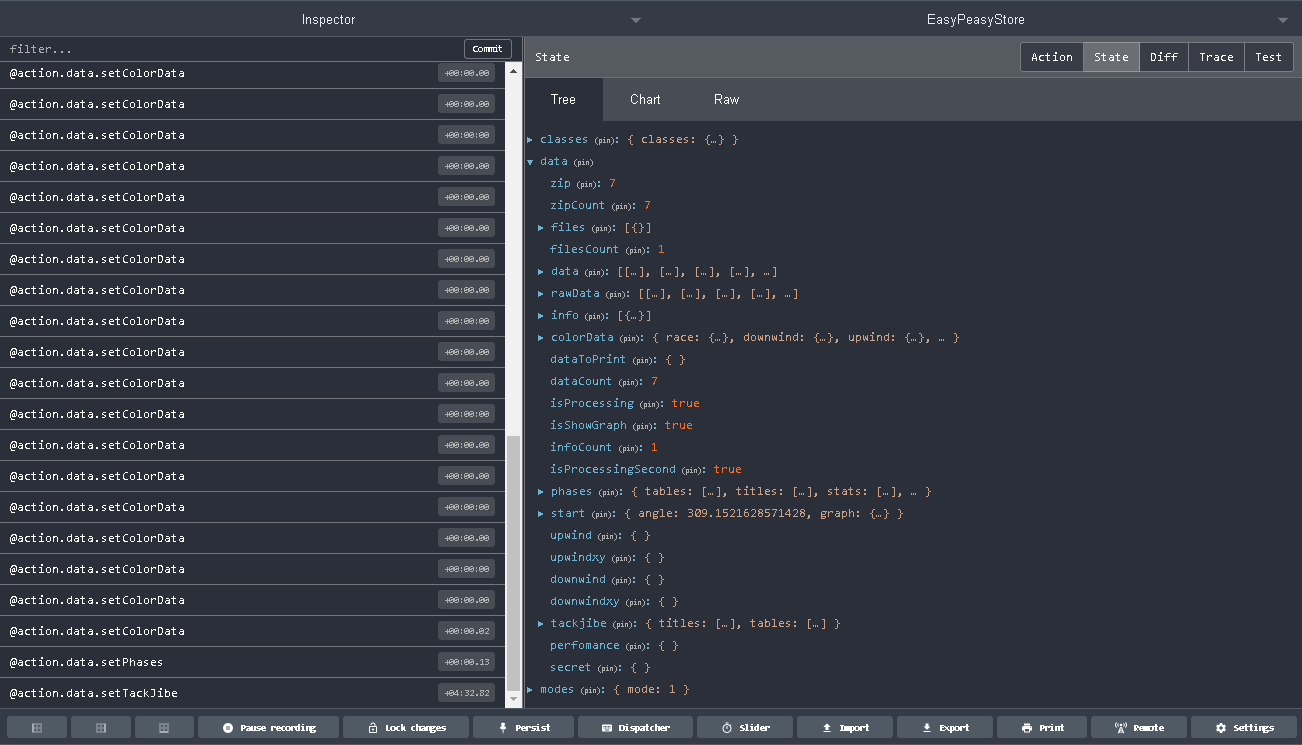 Inspector
EasyPeasyStore
filter...
Commit
@action.data.setColorData +00:00.00
@action.data.setColorData +00:00.00
@action.data.setColorData +00:00:00
@action.data.setColorData +00:00.00
@action.data.setColorData +00:00.00
@action.data.setColorData +00:00:00
@action.data.setColorData +00:00.00
@action.data.setColorData +00:00.00
@action.data.setColorData +00:00:00
@action.data.setColorData +00:00.00
@action.data.setColorData +00:00.00
@action.data.setColorData +00:00:00
@action.data.setColorData +00:00.00
@action.data.setColorData +00:00.00
@action.data.setColorData +00:00:00
@action.data.setColorData +00:00.00
@action.data.setColorData +00:00:00
@action.data.setColorData +00:00.00
@action.data.setColorData +00:00.02
@action.data.setPhases +00:00.13
@action.data.setTackJibe +04:32.82
State
Action State Diff Trace Test
Tree Chart Raw
classes (pin): { classes: {…} }
data (pin)
zip (pin): 7
zipCount (pin): 7
files (pin): [{}]
filesCount (pin): 1
data (pin): [[…], […], […], […], …]
rawData (pin): [[…], […], […], […], …]
info (pin): [{…}]
colorData (pin): { race: {…}, downwind: {…}, upwind: {…}, … }
dataToPrint (pin): { }
dataCount (pin): 7
isProcessing (pin): true
isShowGraph (pin): true
infoCount (pin): 1
isProcessingSecond (pin): true
phases (pin): { tables: […], titles: […], stats: […], … }
start (pin): { angle: 309.1521628571428, graph: {…} }
upwind (pin): { }
upwindxy (pin): { }
downwind (pin): { }
downwindxy (pin): { }
tackjibe (pin): { titles: […], tables: […] }
perfomance (pin): { }
secret (pin): { }
modes (pin): { mode: 1 }
Pause recording Lock changes Persist Dispatcher Slider Import Export Print Remote Settings